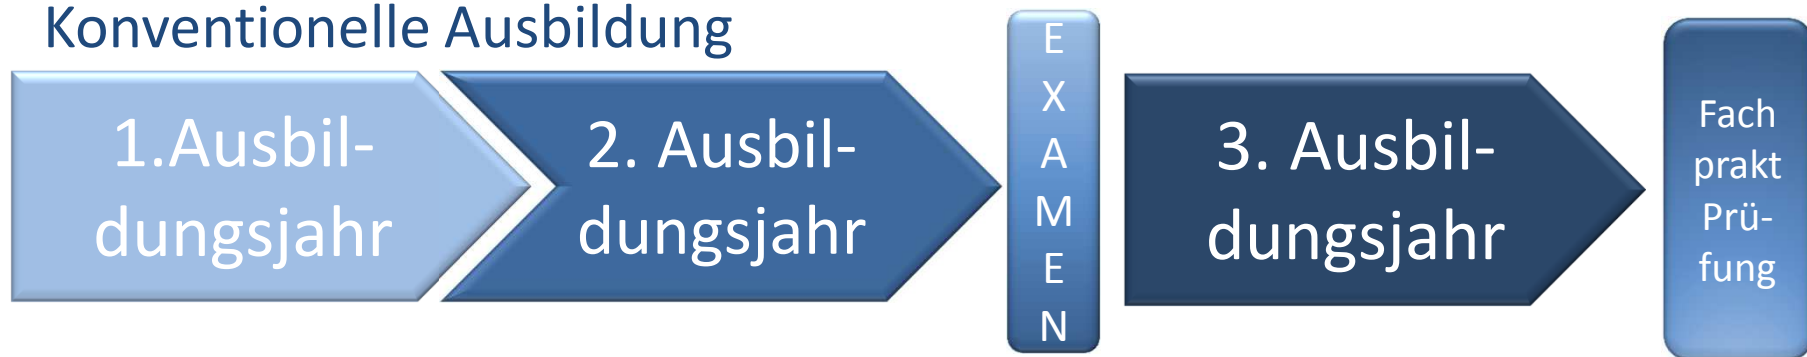 Konventionelle Ausbildung
1.Ausbil-
dungsjahr
2. Ausbil-
dungsjahr
E
X
A
M
E
N
3. Ausbil-
dungsjahr
Fach
prakt
Prü-
fung